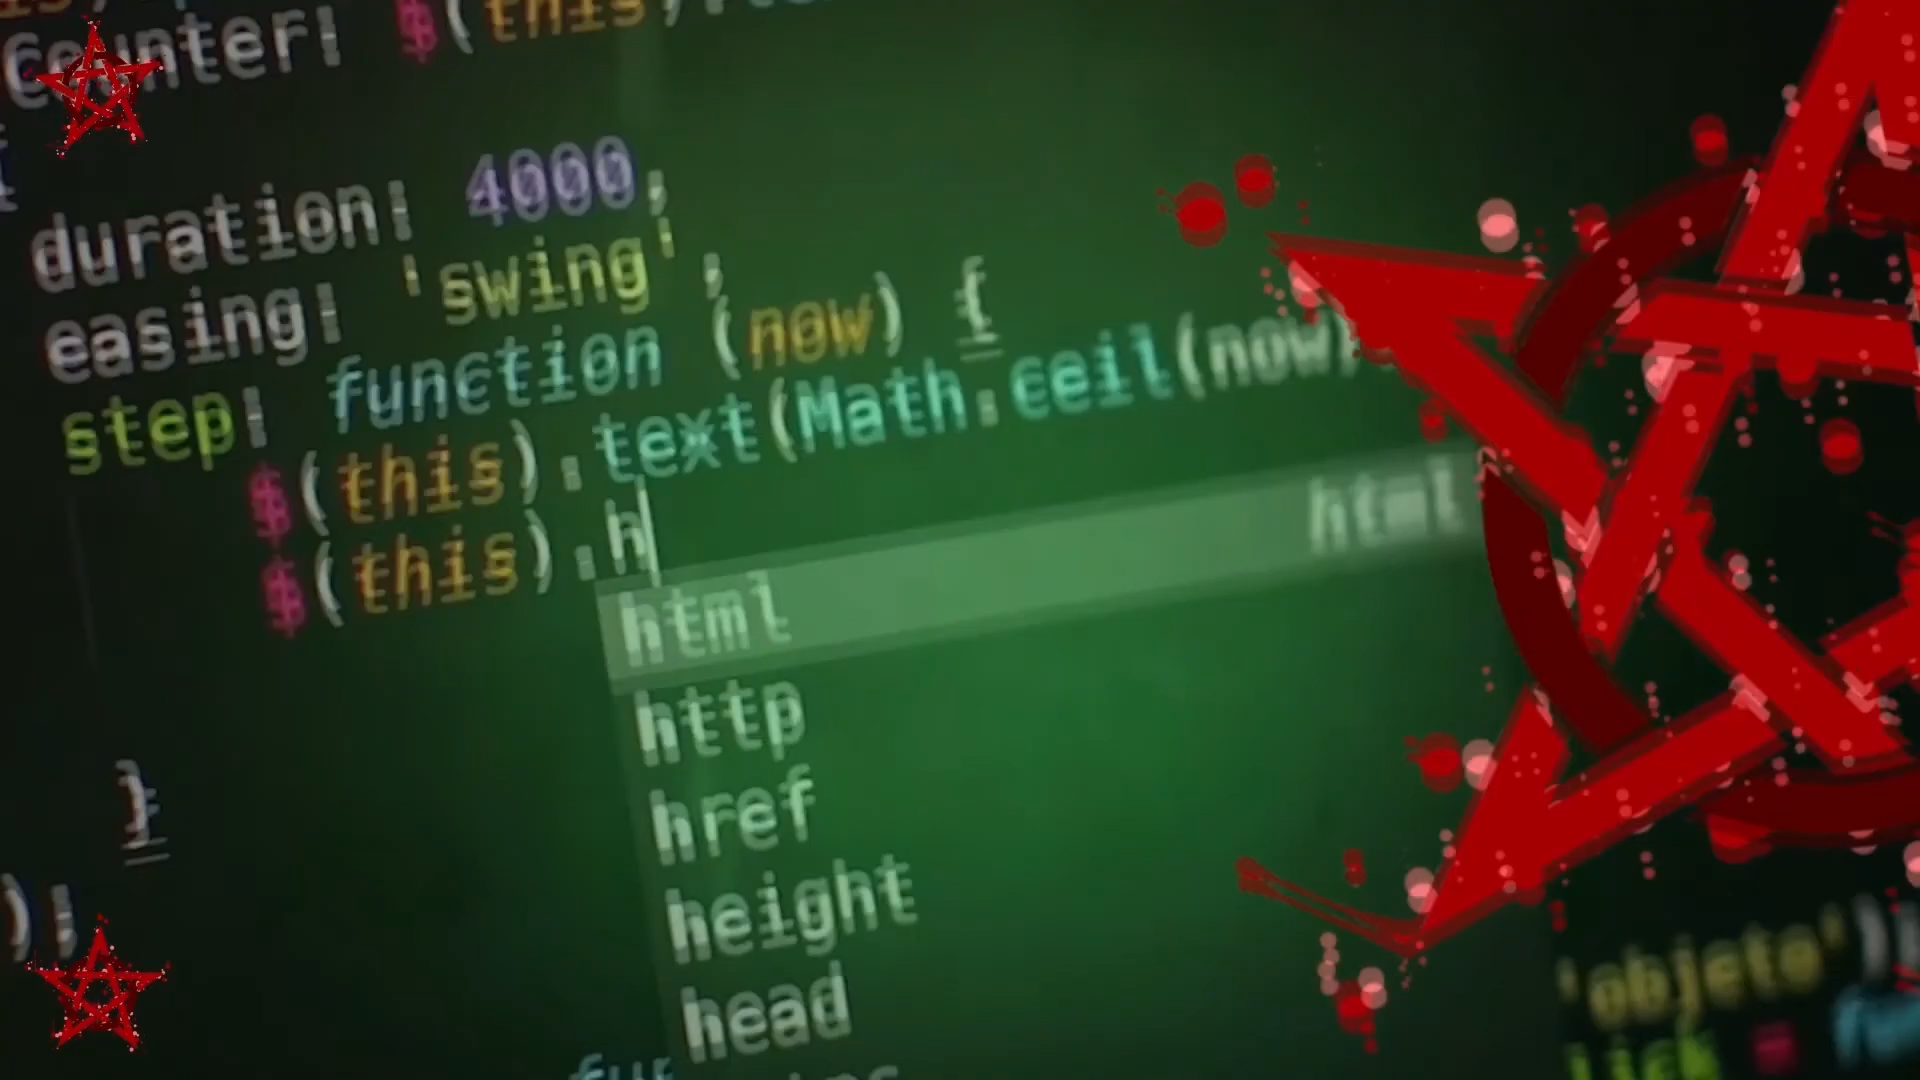 Counter: $(this).
duration: 4000,
easing: 'swing',
step: function (now) {
$(this).text(Math.ceil(now)
$(this).h
html html
http
href
height
head
}
);
'objeto')